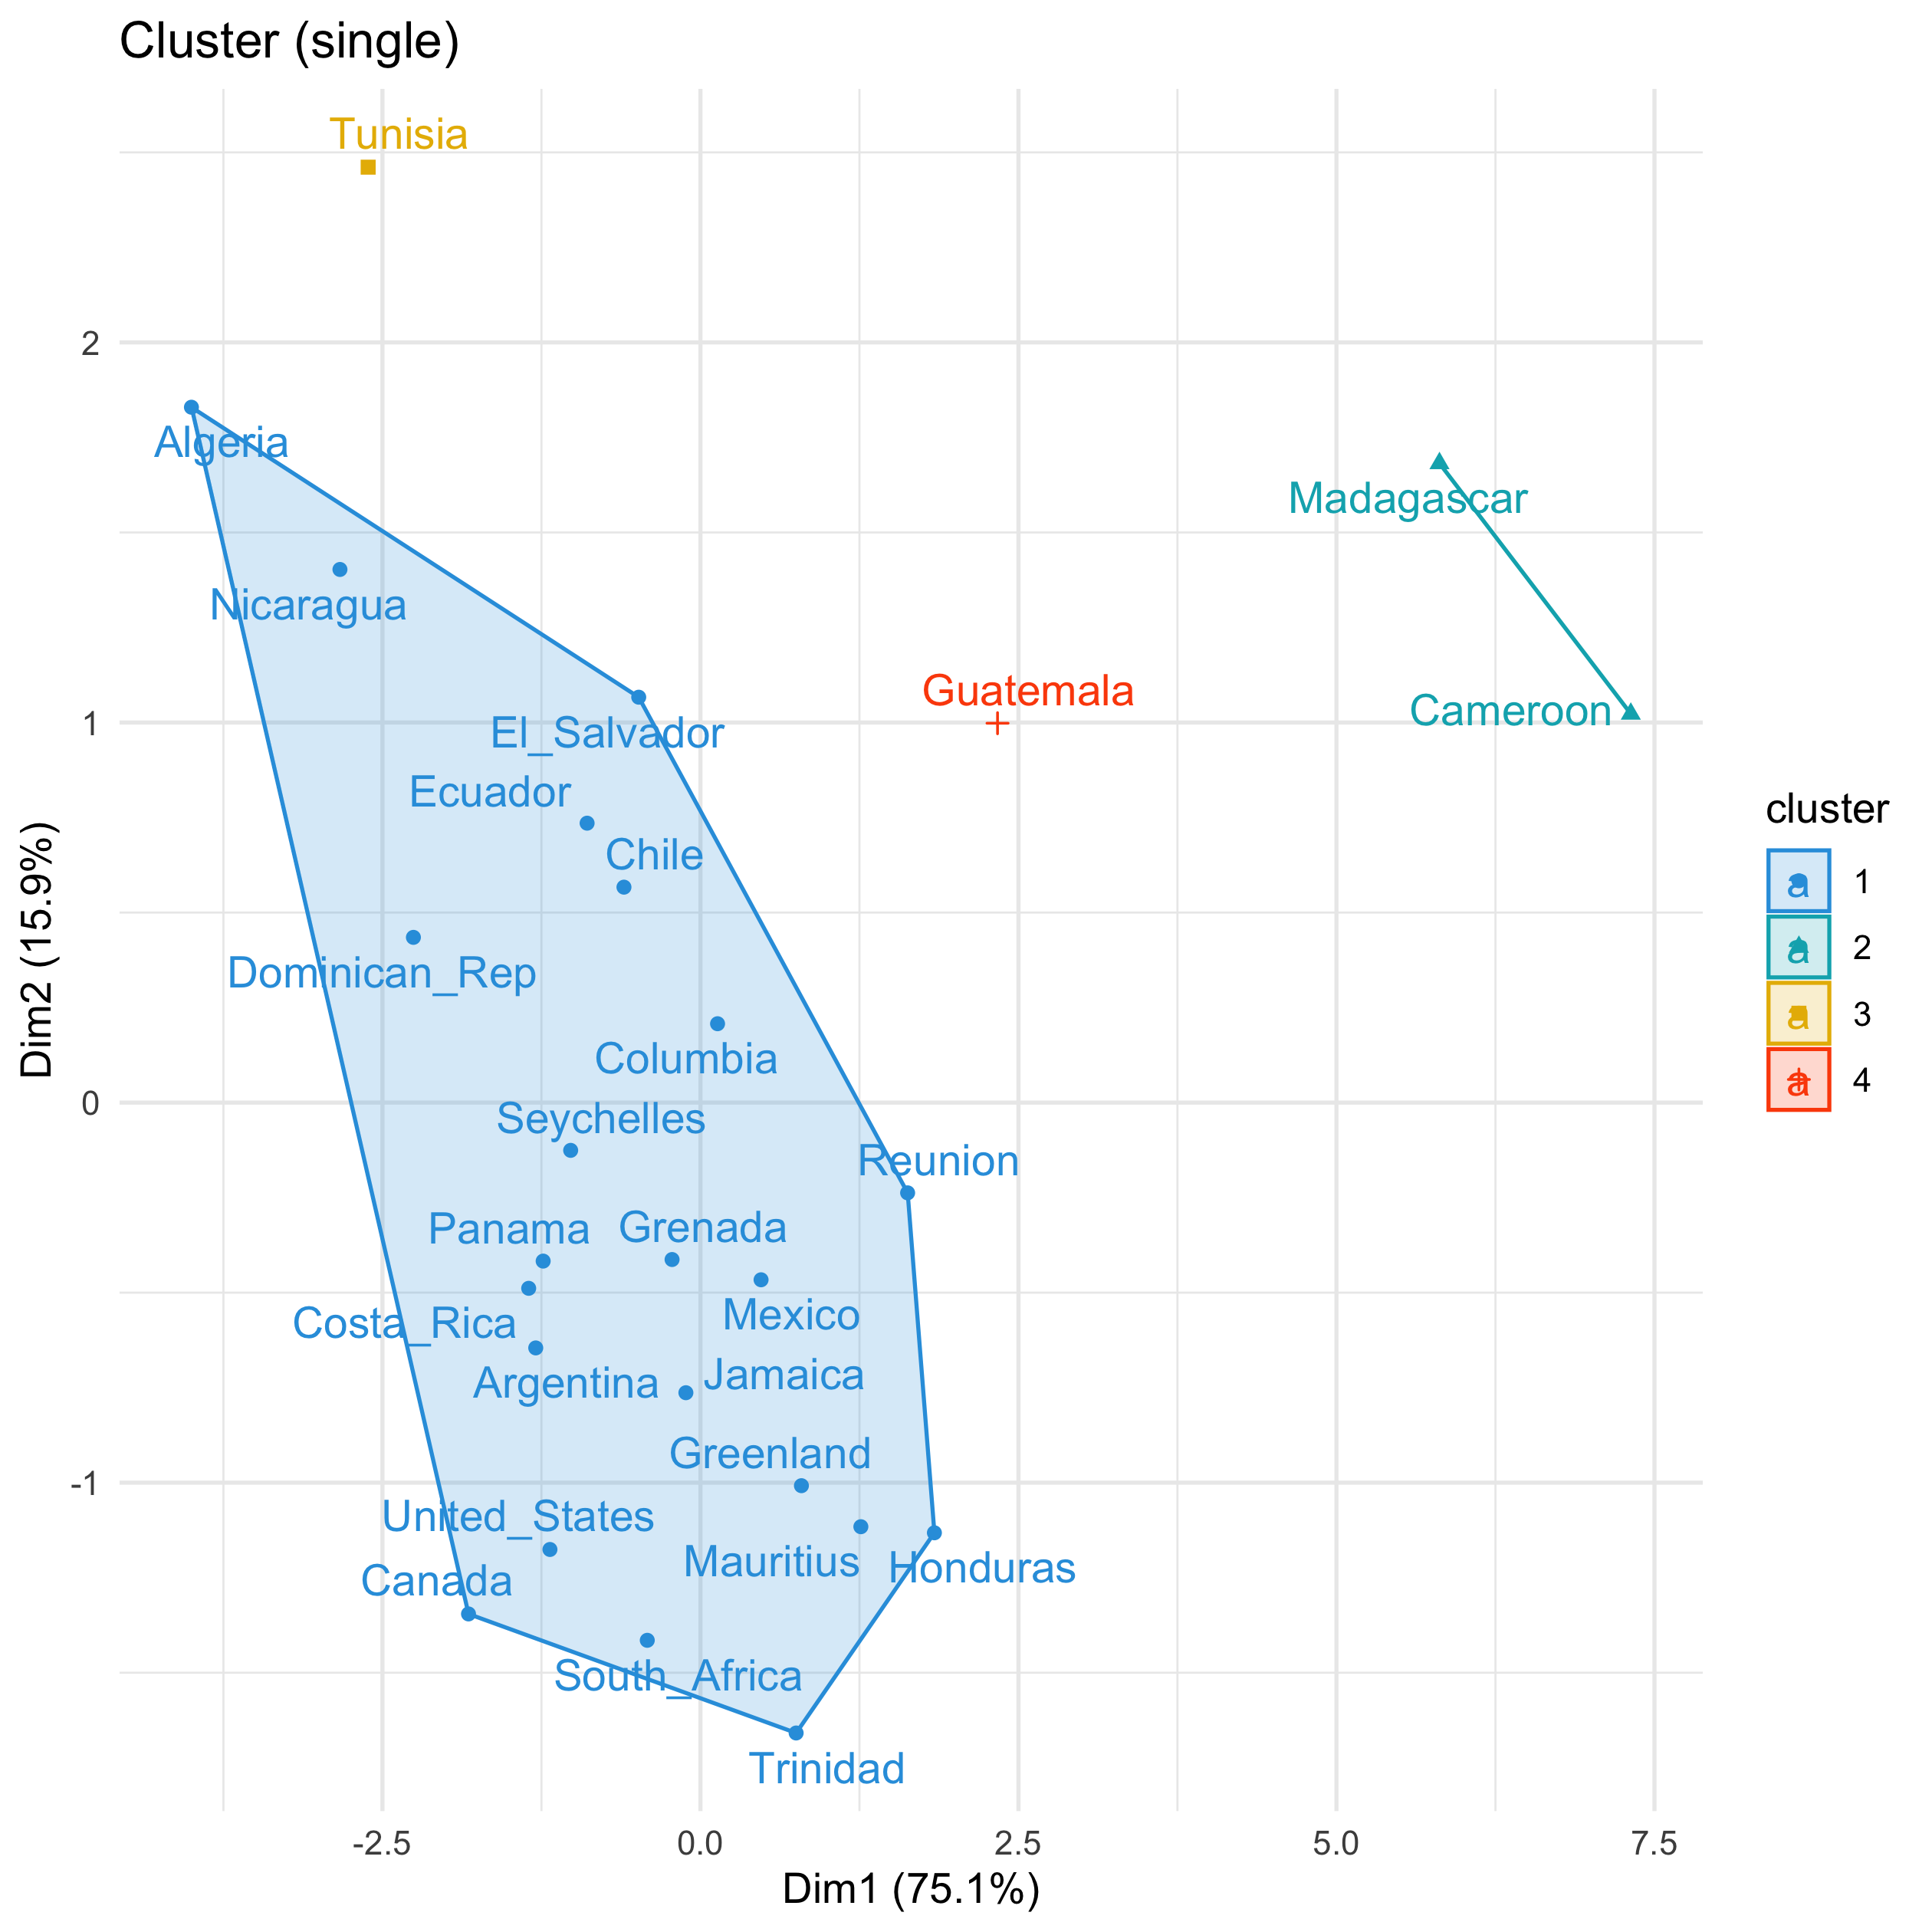 Cluster (single)
Tunisia
2
Algeria
Madagascar
Nicaragua
Guatemala
Cameroon
1
El_Salvador
Ecuador
Chile
Dominican_Rep
Columbia
0
Seychelles
Reunion
Panama
Grenada
Costa_Rica
Mexico
Argentina
Jamaica
Greenland
-1
United_States
Mauritius
Honduras
Canada
South_Africa
Trinidad
-2.5 0.0 2.5 5.0 7.5
Dim1 (75.1%)
Dim2 (15.9%)
cluster
a 1
a 2
a 3
a 4